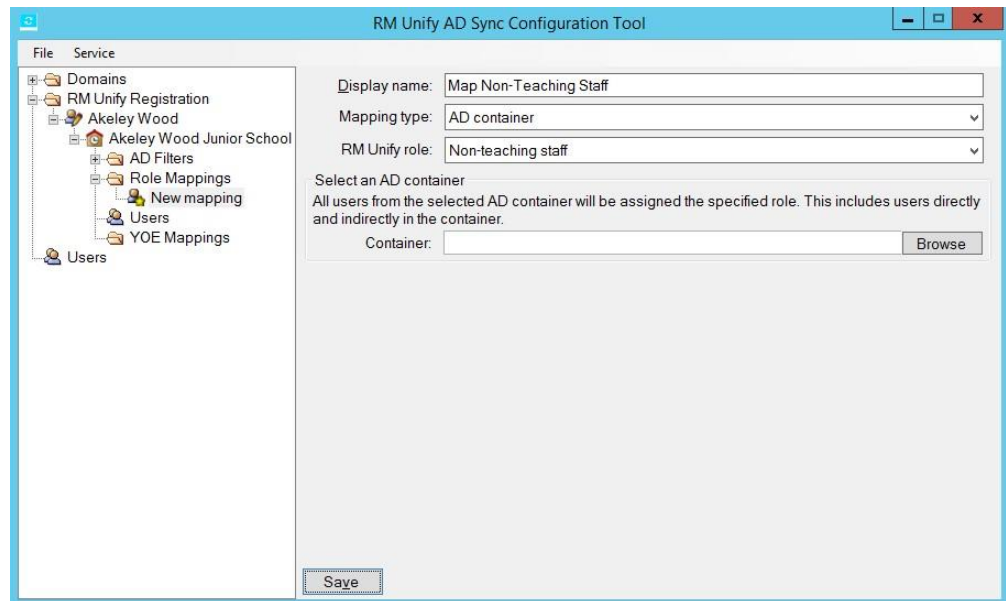 RM Unify AD Sync Configuration Tool
File Service
Domains
RM Unify Registration
Akeley Wood
Akeley Wood Junior School
AD Filters
Role Mappings
New mapping
Users
YOE Mappings
Users
Display name: Map Non-Teaching Staff
Mapping type: AD container
RM Unify role: Non-teaching staff
Select an AD container
All users from the selected AD container will be assigned the specified role. This includes users directly
and indirectly in the container.
Container: Browse
Save